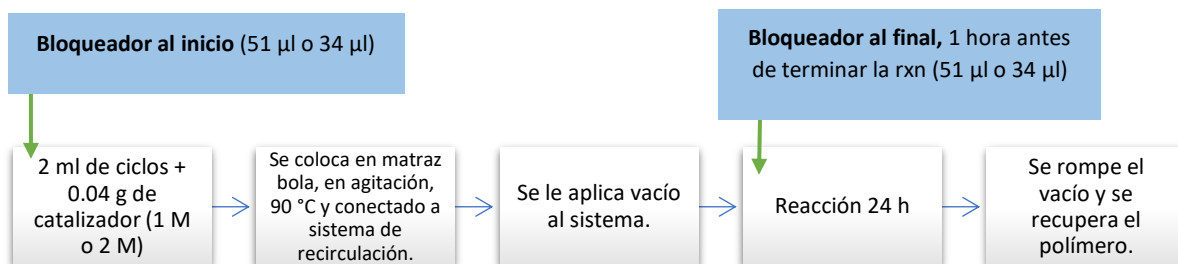 Bloqueador al inicio (51 µl o 34 µl)
Bloqueador al final, 1 hora antes
de terminar la rxn (51 µl o 34 µl)
2 ml de ciclos +
0.04 g de
catalizador (1 M
o 2 M)
Se coloca en matraz
bola, en agitación,
90 °C y conectado a
sistema de
recirculación.
Se le aplica vacío
al sistema.
Reacción 24 h
Se rompe el
vacío y se
recupera el
polímero.